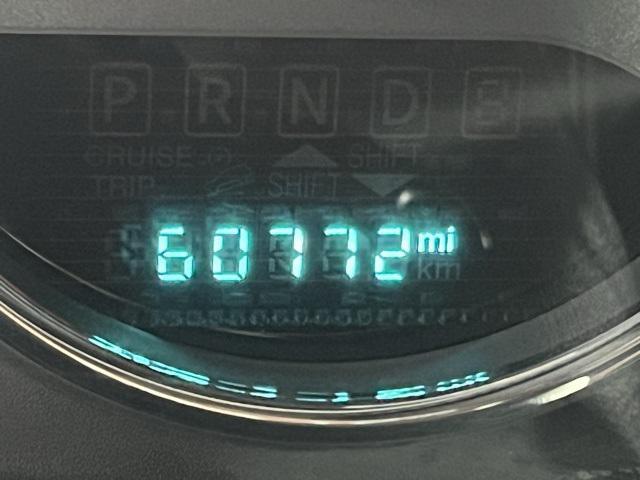 P R N D
CRUISE SHIFT
TRIP SHIFT
60772 mi
km